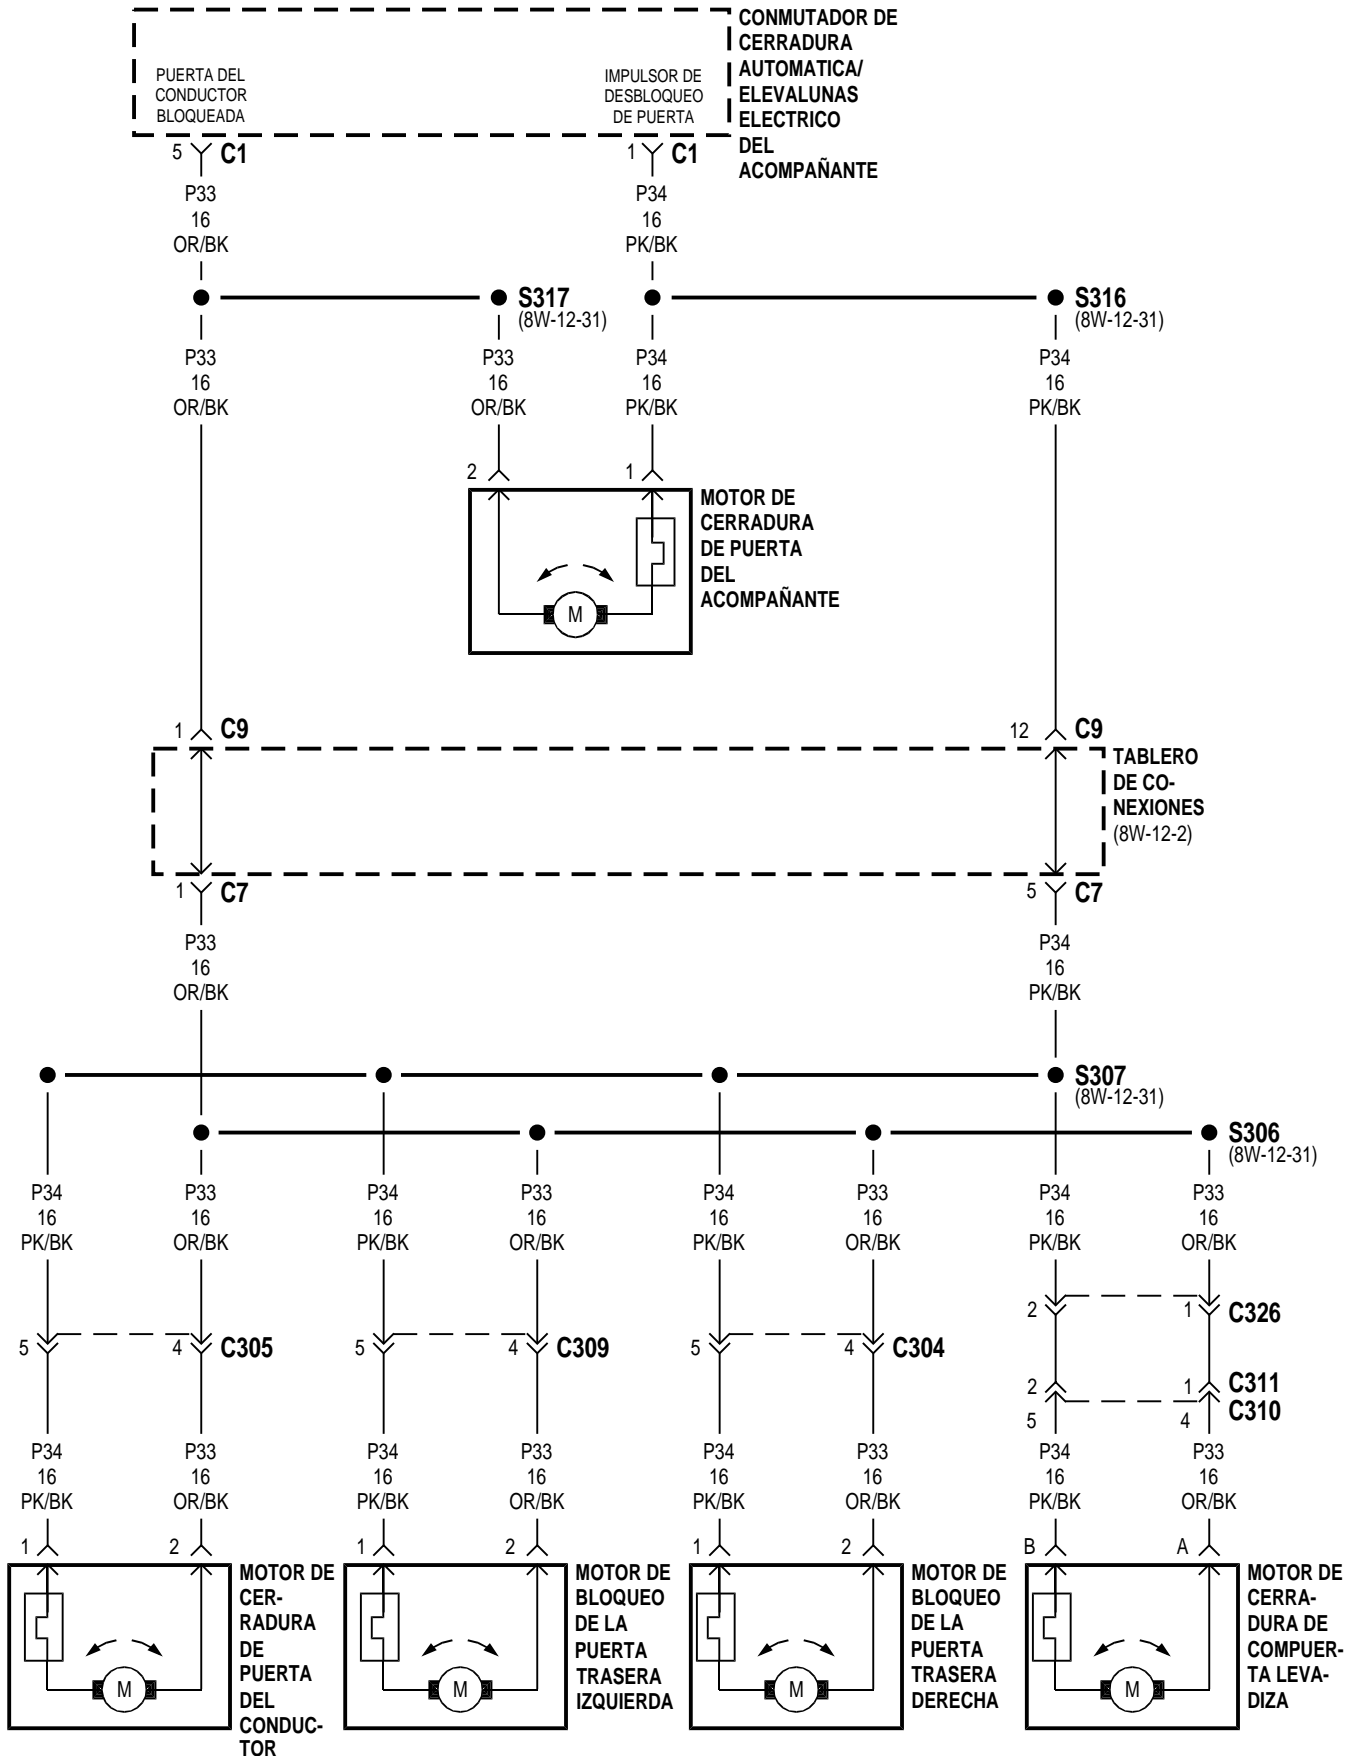 CONMUTADOR DE
CERRADURA
AUTOMATICA/
ELEVALUNAS
ELECTRICO
DEL
ACOMPAÑANTE
PUERTA DEL
CONDUCTOR
BLOQUEADA
IMPULSOR DE
DESBLOQUEO
DE PUERTA
5 C1
1 C1
P33
16
OR/BK
P34
16
PK/BK
S317
(8W-12-31)
S316
(8W-12-31)
P33
16
OR/BK
P33
16
OR/BK
P34
16
PK/BK
P34
16
PK/BK
2
1
MOTOR DE
CERRADURA
DE PUERTA
DEL
ACOMPAÑANTE
M
1 C9
12 C9
TABLERO
DE CO-
NEXIONES
(8W-12-2)
1 C7
5 C7
P33
16
OR/BK
P34
16
PK/BK
S307
(8W-12-31)
S306
(8W-12-31)
P34
16
PK/BK
P33
16
OR/BK
P34
16
PK/BK
P33
16
OR/BK
P34
16
PK/BK
P33
16
OR/BK
P34
16
PK/BK
P33
16
OR/BK
2 1 C326
5 4 C305
5 4 C309
5 4 C304
2 1 C311
5 4 C310
P34
16
PK/BK
P33
16
OR/BK
P34
16
PK/BK
P33
16
OR/BK
P34
16
PK/BK
P33
16
OR/BK
P34
16
PK/BK
P33
16
OR/BK
1 2
1 2
1 2
B A
MOTOR DE
CER-
RADURA
DE
PUERTA
DEL
CONDUC-
TOR
M
MOTOR DE
BLOQUEO
DE LA
PUERTA
TRASERA
IZQUIERDA
M
MOTOR DE
BLOQUEO
DE LA
PUERTA
TRASERA
DERECHA
M
MOTOR DE
CERRA-
DURA DE
COMPUER-
TA LEVA-
DIZA
M